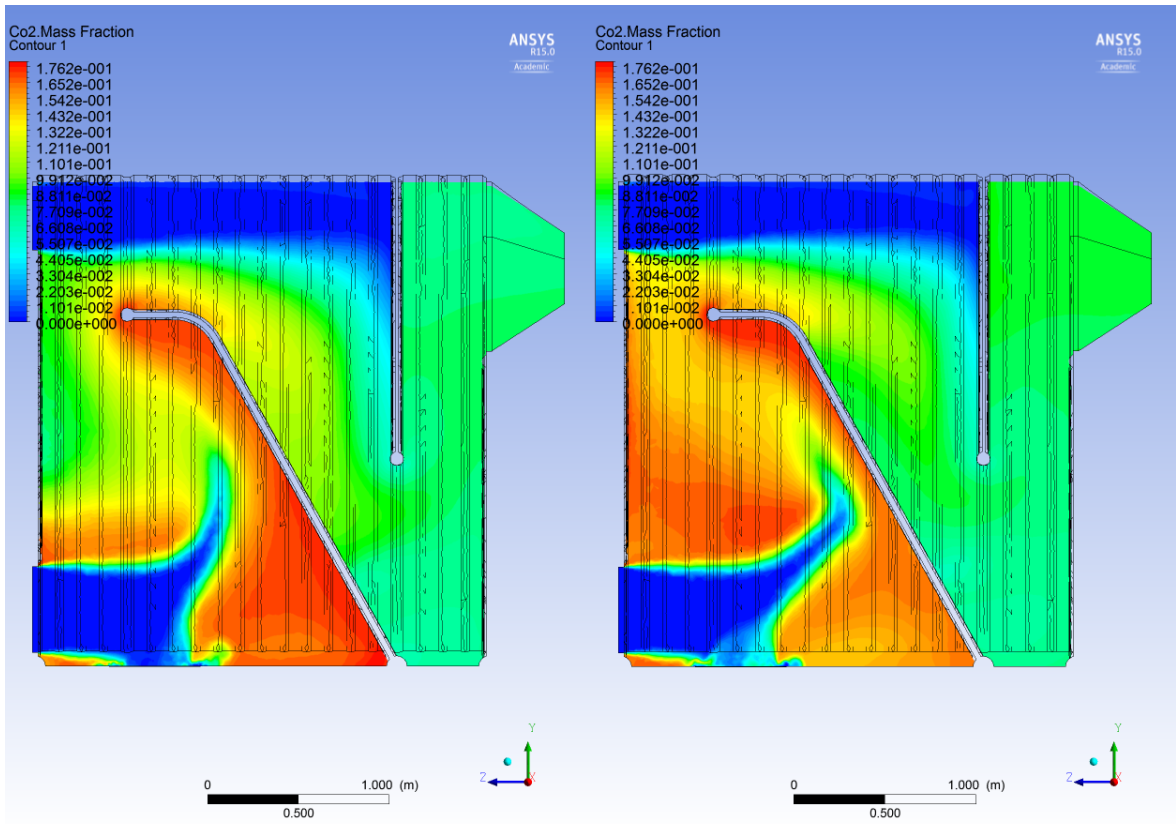 Co2.Mass Fraction
Contour 1
1.762e-001
1.652e-001
1.542e-001
1.432e-001
1.322e-001
1.211e-001
1.101e-001
9.912e-002
8.811e-002
7.709e-002
6.608e-002
5.507e-002
4.405e-002
3.304e-002
2.203e-002
1.101e-002
0.000e+000
ANSYS
R15.0
Academic
Y
Z
X
0
1.000 (m)
0.500
Co2.Mass Fraction
Contour 1
1.762e-001
1.652e-001
1.542e-001
1.432e-001
1.322e-001
1.211e-001
1.101e-001
9.912e-002
8.811e-002
7.709e-002
6.608e-002
5.507e-002
4.405e-002
3.304e-002
2.203e-002
1.101e-002
0.000e+000
ANSYS
R15.0
Academic
Y
Z
X
0
1.000 (m)
0.500